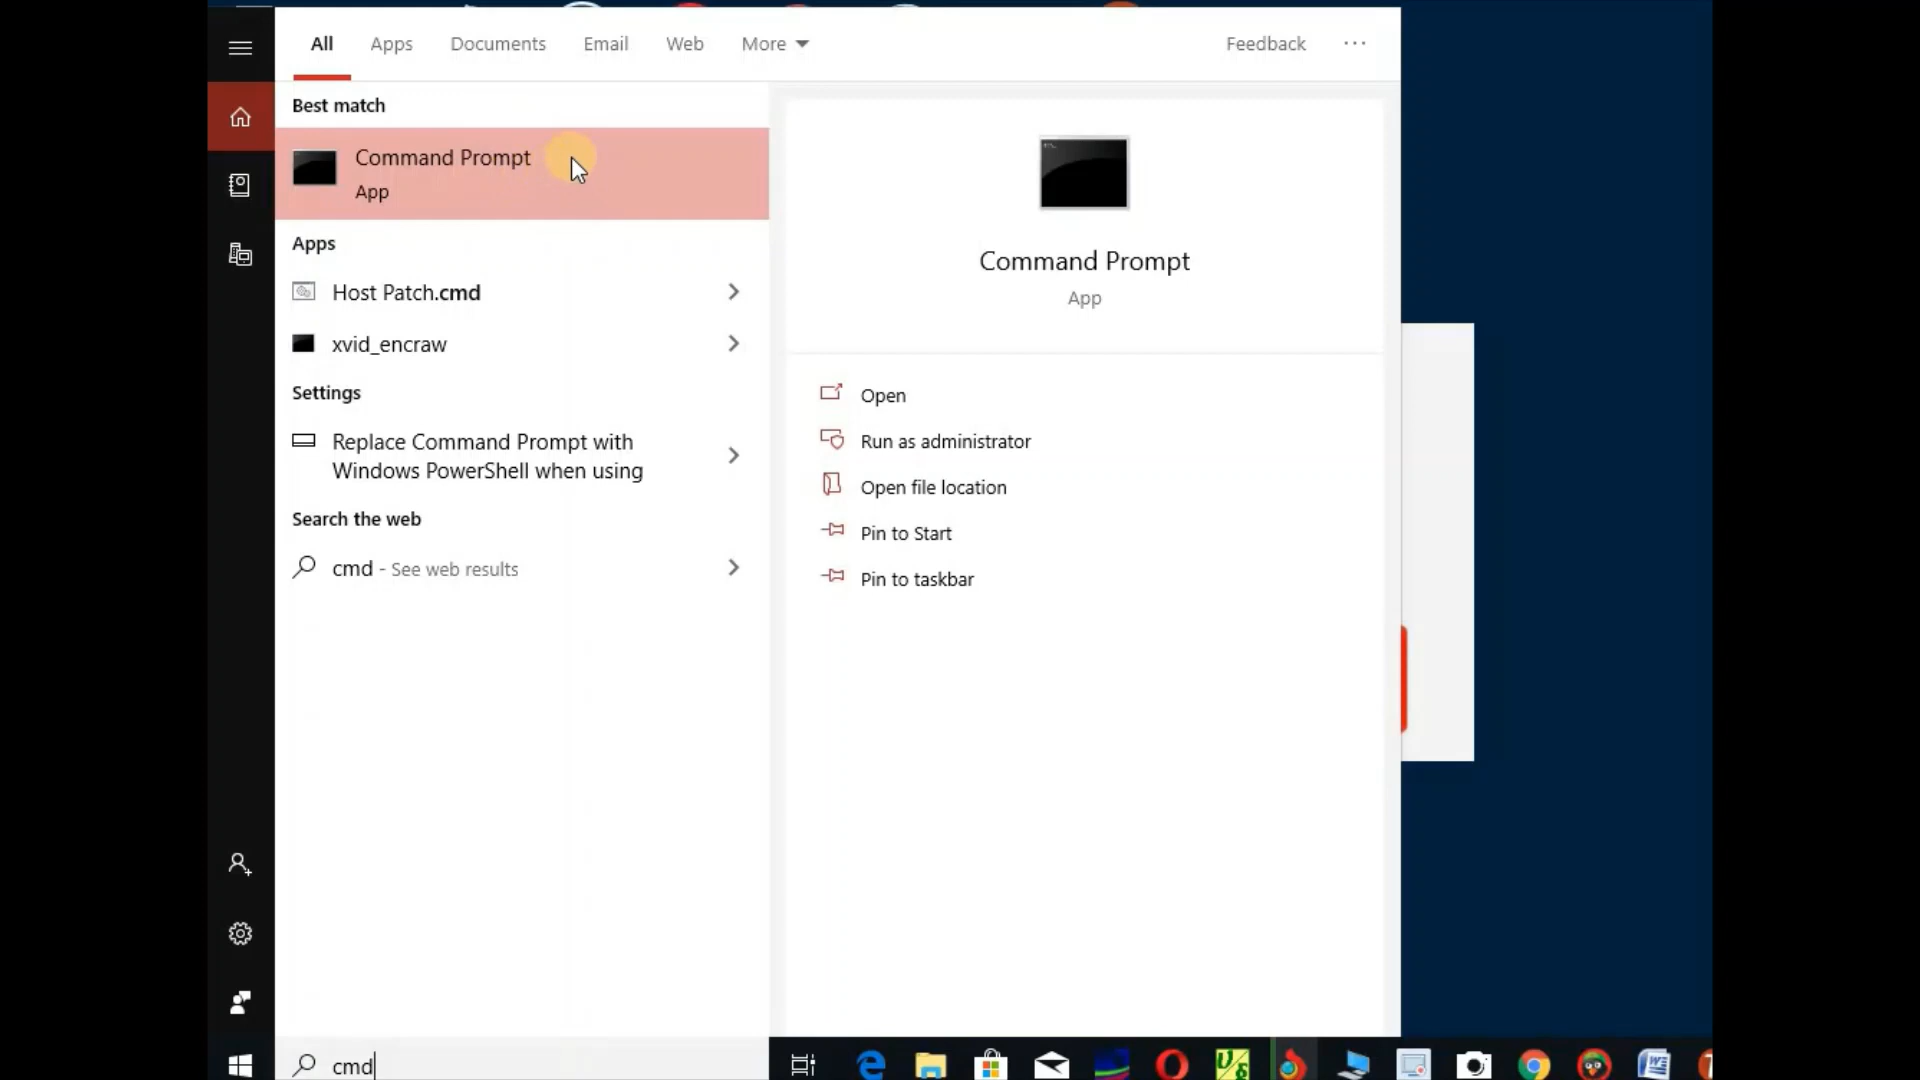 All Apps Documents Email Web More Feedback ...
Best match
Command Prompt
App
Apps
Host Patch.cmd
xvid_encraw
Settings
Replace Command Prompt with
Windows PowerShell when using
Search the web
cmd - See web results
cmd
Command Prompt
App
Open
Run as administrator
Open file location
Pin to Start
Pin to taskbar